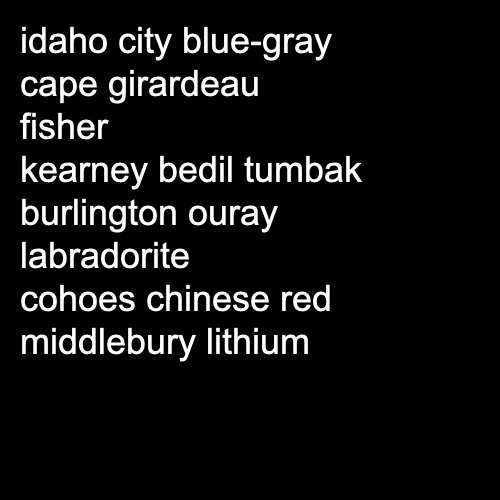 idaho city blue-gray
cape girardeau
fisher
kearney bedil tumbak
burlington ouray
labradorite
cohoes chinese red
middlebury lithium